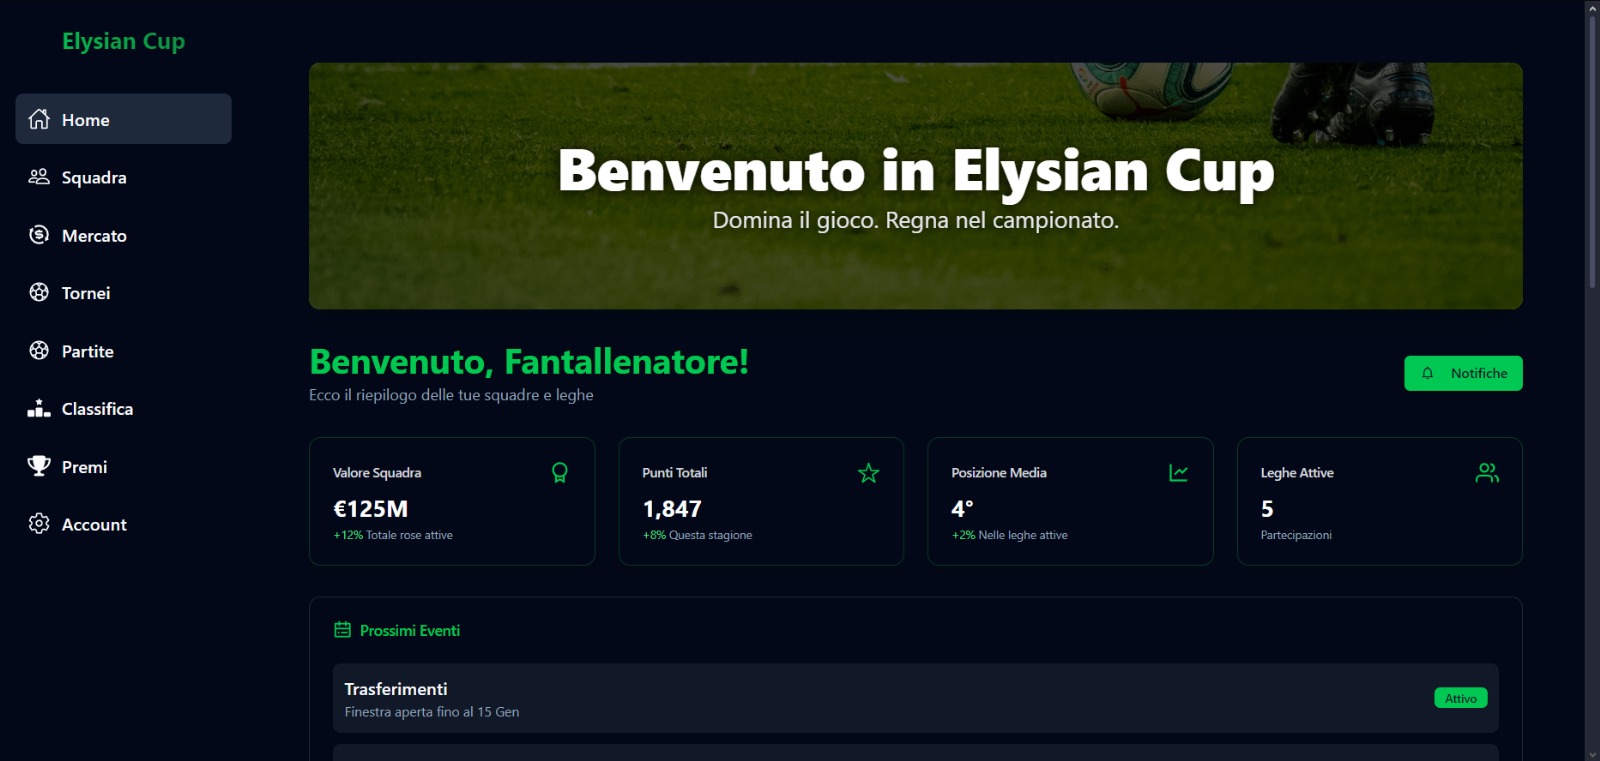 Elysian Cup
Home
Squadra
Mercato
Tornei
Partite
Classifica
Premi
Account
Benvenuto in Elysian Cup
Domina il gioco. Regna nel campionato.
Benvenuto, Fantallenatore!
Ecco il riepilogo delle tue squadre e leghe
Notifiche
Valore Squadra
€125M
+12% Totale rose attive
Punti Totali
1,847
+8% Questa stagione
Posizione Media
4°
+2% Nelle leghe attive
Leghe Attive
5
Partecipazioni
Prossimi Eventi
Trasferimenti
Finestra aperta fino al 15 Gen
Attivo